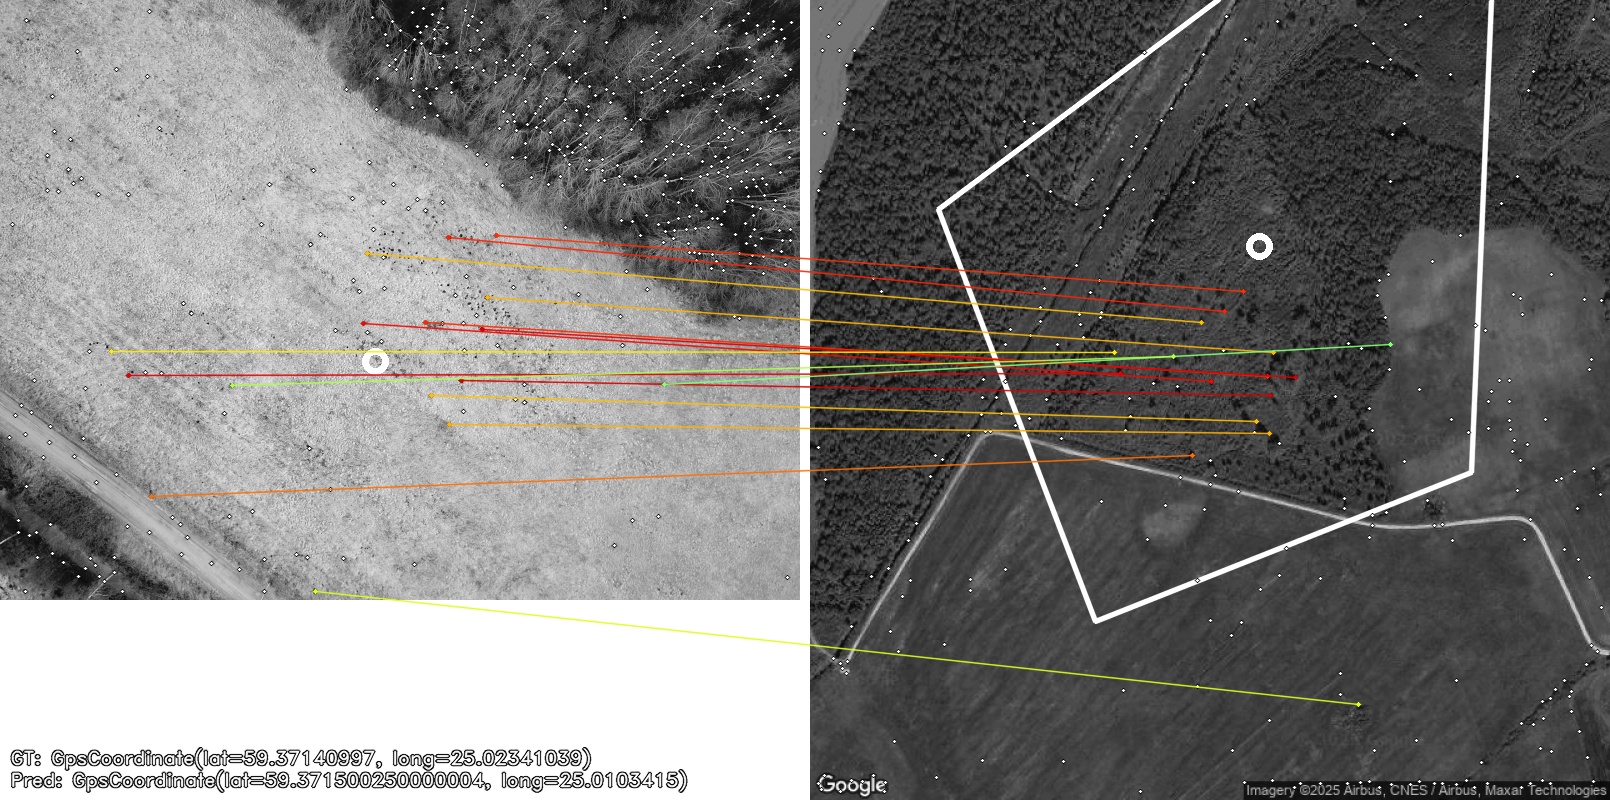 GT: GpsCoordinate(lat=59.37140997, long=25.02341039)
Pred: GpsCoordinate(lat=59.371500250000004, long=25.0103415)
Google
Imagery ©2025 Airbus, CNES / Airbus, Maxar Technologies